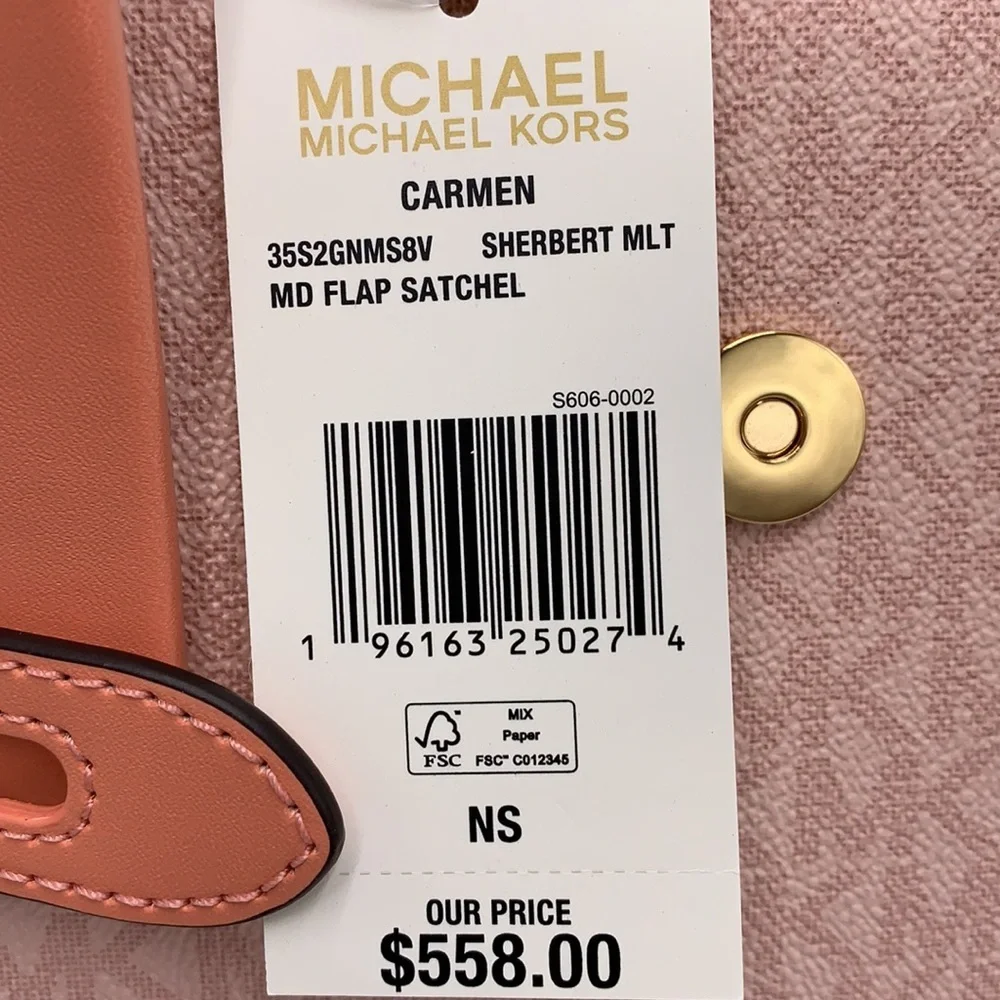 MICHAEL
MICHAEL KORS
CARMEN
35S2GNMS8V SHERBERT MLT
MD FLAP SATCHEL
S606-0002
1 96163 25027 4
MIX
Paper
FSC FSC™ C012345
NS
OUR PRICE
$558.00